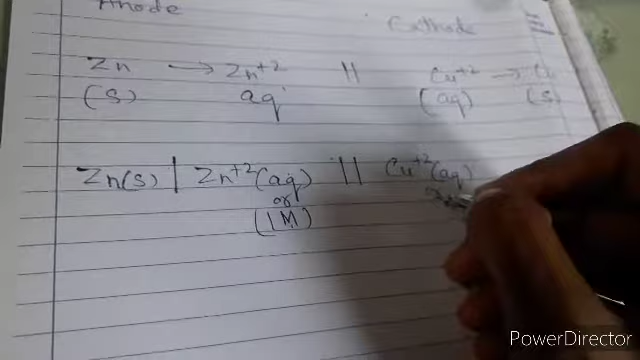 Anode Cathode
Zn → Zn+2 || Cu+2 →
(s) aq (aq) (s)
Zn(s) | Zn+2(aq) || Cu+2(aq)
or
(1M)
PowerDirector